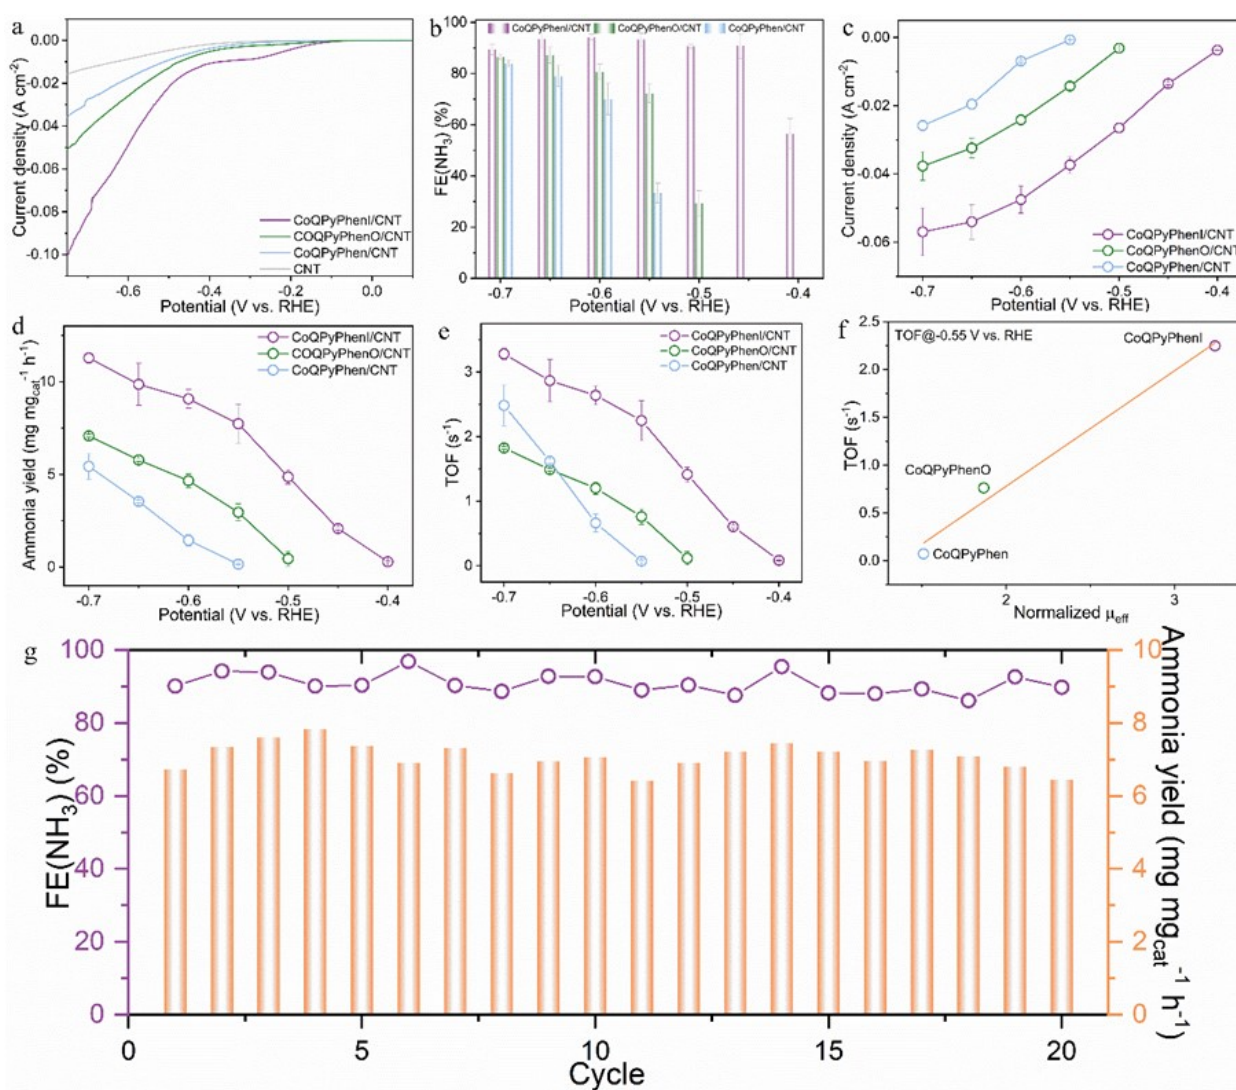 a
0.00
-0.02
-0.04
-0.06
-0.08
-0.10
Current density (A cm⁻²)
CoQPyPhenI/CNT
COQPyPhenO/CNT
CoQPyPhen/CNT
CNT
-0.6
-0.4
-0.2
0.0
Potential (V vs. RHE)
b
100
80
60
40
20
0
FE(NH₃) (%)
CoQPyPhenI/CNT
CoQPyPhenO/CNT
CoQPyPhen/CNT
-0.7
-0.6
-0.5
-0.4
Potential (V vs. RHE)
c
0.00
-0.02
-0.04
-0.06
Current density (A cm⁻²)
CoQPyPhenI/CNT
CoQPyPhenO/CNT
CoQPyPhen/CNT
-0.7
-0.6
-0.5
-0.4
Potential (V vs. RHE)
d
10
5
0
Ammonia yield (mg mg_cat⁻¹ h⁻¹)
CoQPyPhenI/CNT
COQPyPhenO/CNT
CoQPyPhen/CNT
-0.7
-0.6
-0.5
-0.4
Potential (V vs. RHE)
e
3
2
1
0
TOF (s⁻¹)
CoQPyPhenI/CNT
CoQPyPhenO/CNT
CoQPyPhen/CNT
-0.7
-0.6
-0.5
-0.4
Potential (V vs. RHE)
f
2.5
2.0
1.5
1.0
0.5
0.0
TOF (s⁻¹)
TOF@-0.55 V vs. RHE
CoQPyPhenI
CoQPyPhenO
CoQPyPhen
2
3
Normalized μ_eff
g
100
80
60
40
20
0
FE(NH₃) (%)
10
8
6
4
2
0
Ammonia yield (mg mg_cat⁻¹ h⁻¹)
0
5
10
15
20
Cycle